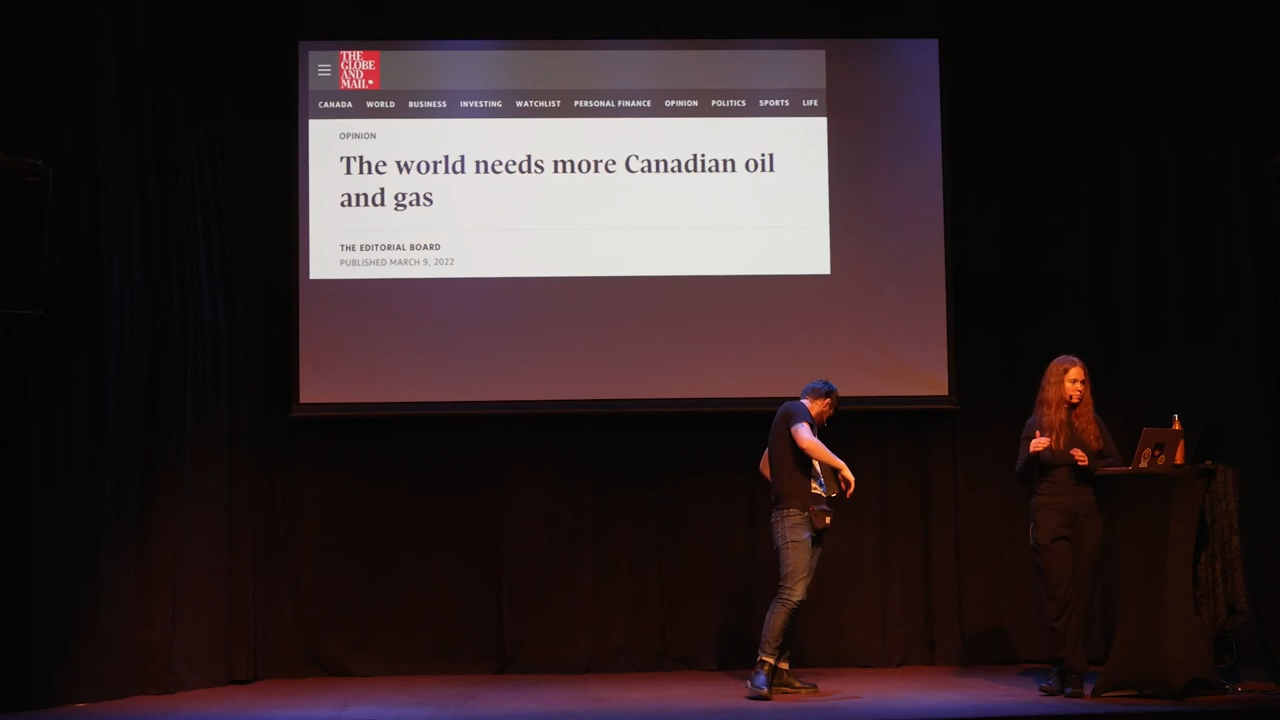 THE
GLOBE
AND
MAIL
CANADA WORLD BUSINESS INVESTING WATCHLIST PERSONAL FINANCE OPINION POLITICS SPORTS LIFE
OPINION
The world needs more Canadian oil
and gas
THE EDITORIAL BOARD
PUBLISHED MARCH 9, 2022